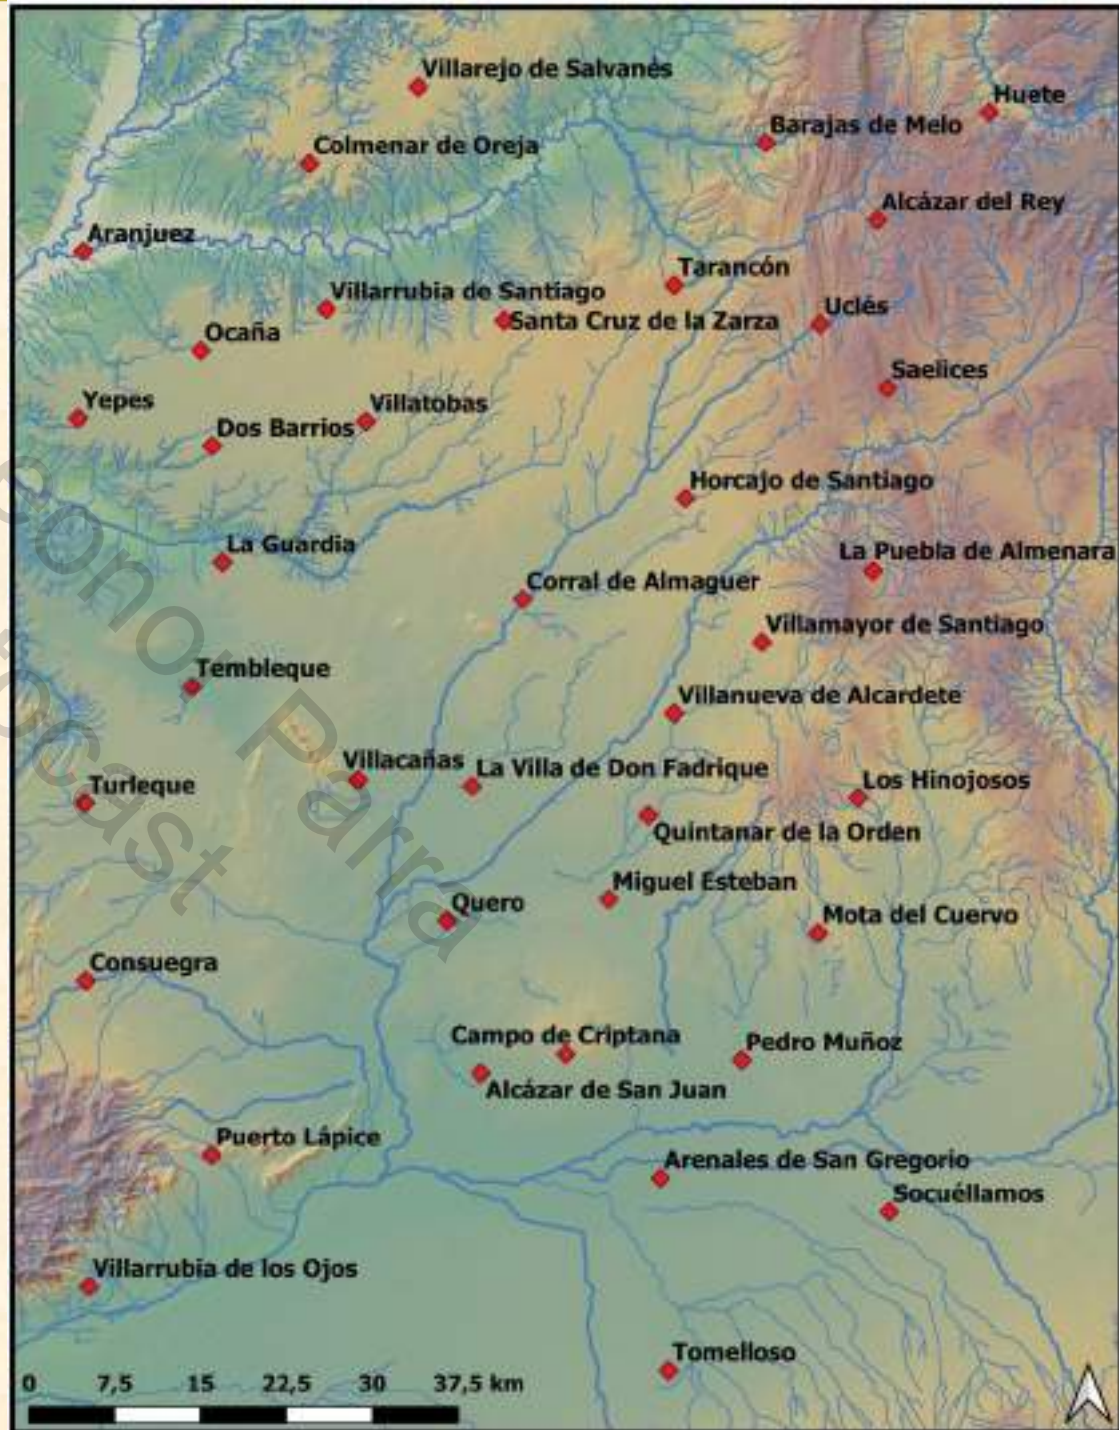 Villarejo de Salvanés
Huete
Barajas de Melo
Colmenar de Oreja
Alcázar del Rey
Aranjuez
Tarancón
Villarrubia de Santiago
Uclés
Santa Cruz de la Zarza
Ocaña
Saelices
Yepes
Villatobas
Dos Barrios
Horcajo de Santiago
La Guardia
La Puebla de Almenara
Corral de Almaguer
Villamayor de Santiago
Tembleque
Villanueva de Alcardete
Villacañas
La Villa de Don Fadrique
Los Hinojosos
Turleque
Quintanar de la Orden
Miguel Esteban
Quero
Mota del Cuervo
Consuegra
Campo de Criptana
Pedro Muñoz
Alcázar de San Juan
Puerto Lápice
Arenales de San Gregorio
Socuéllamos
Villarrubia de los Ojos
Tomelloso
0 7,5 15 22,5 30 37,5 km
Parra